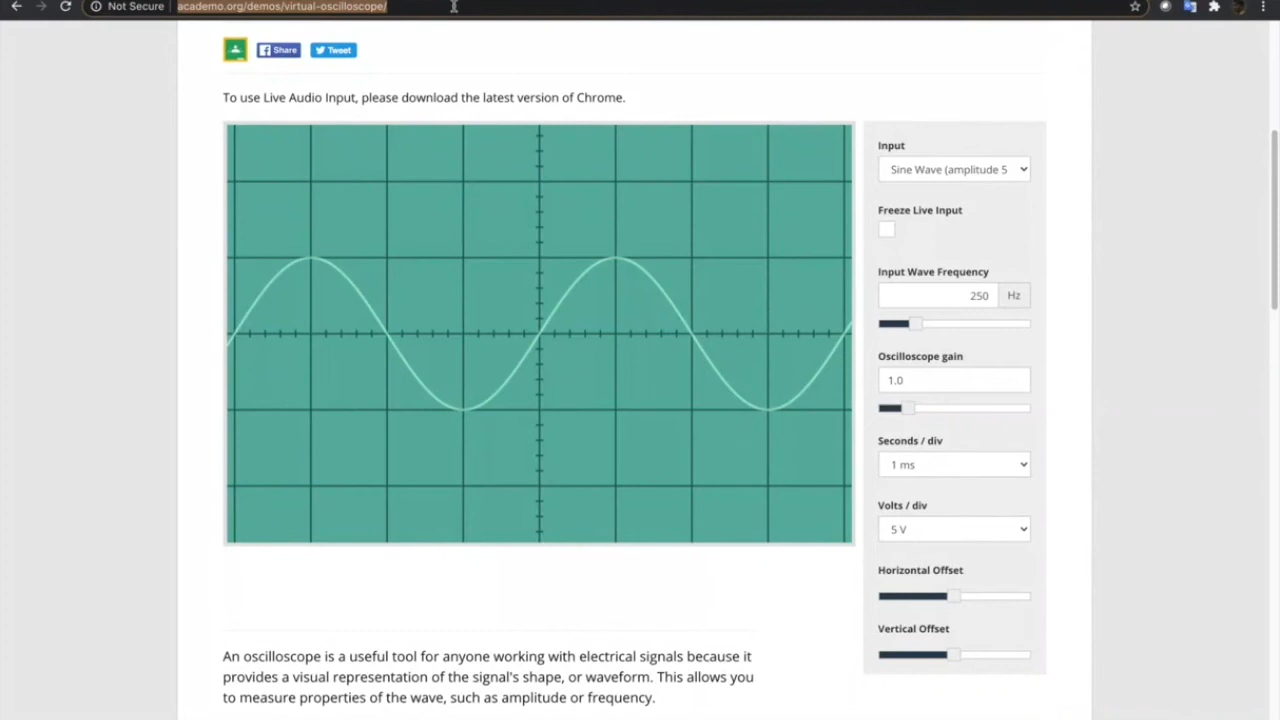 Not Secure academo.org/demos/virtual-oscilloscope/
Share Tweet
To use Live Audio Input, please download the latest version of Chrome.
Input
Sine Wave (amplitude 5
Freeze Live Input
Input Wave Frequency
250 Hz
Oscilloscope gain
1.0
Seconds / div
1 ms
Volts / div
5 V
Horizontal Offset
Vertical Offset
An oscilloscope is a useful tool for anyone working with electrical signals because it
provides a visual representation of the signal's shape, or waveform. This allows you
to measure properties of the wave, such as amplitude or frequency.